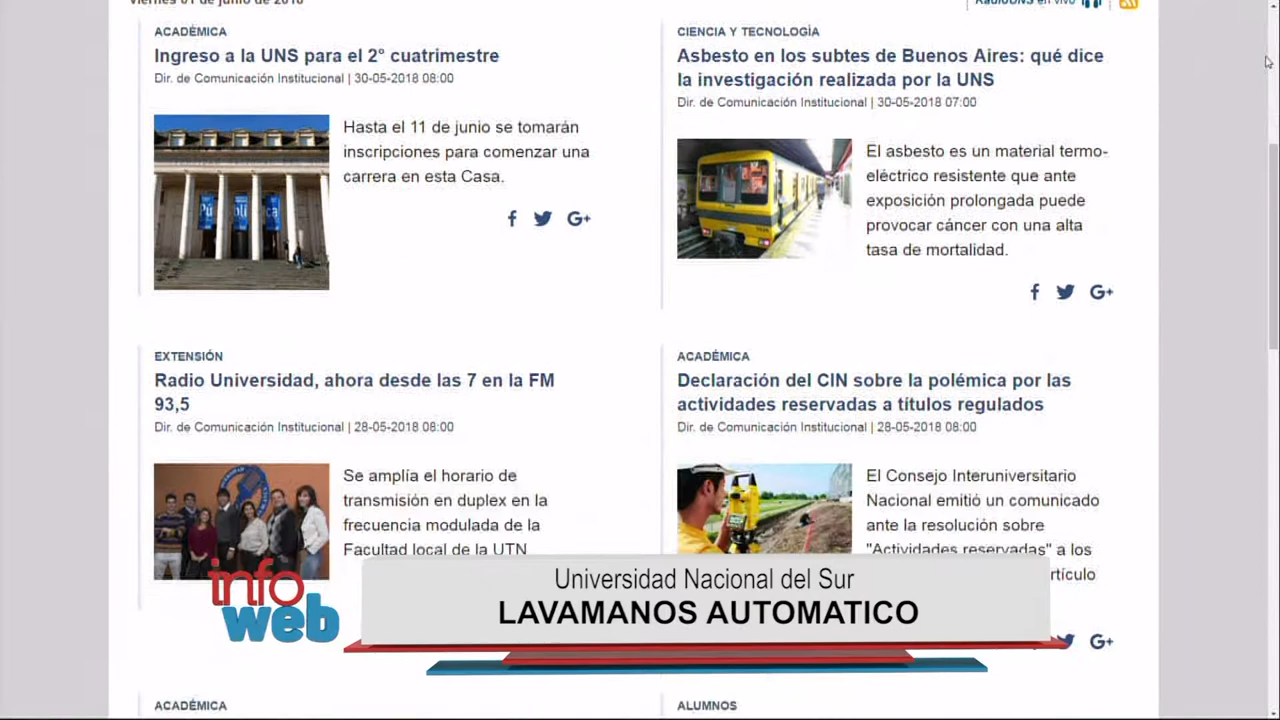 Viernes 01 de junio de 2018
RadioUNS en vivo
ACADÉMICA
Ingreso a la UNS para el 2° cuatrimestre
Dir. de Comunicación Institucional | 30-05-2018 08:00
Pública
Hasta el 11 de junio se tomarán
inscripciones para comenzar una
carrera en esta Casa.
G+
CIENCIA Y TECNOLOGÌA
Asbesto en los subtes de Buenos Aires: qué dice
la investigación realizada por la UNS
Dir. de Comunicación Institucional | 30-05-2018 07:00
El asbesto es un material termo-
eléctrico resistente que ante
exposición prolongada puede
provocar cáncer con una alta
tasa de mortalidad.
G+
EXTENSIÓN
Radio Universidad, ahora desde las 7 en la FM
93,5
Dir. de Comunicación Institucional | 28-05-2018 08:00
Se amplía el horario de
transmisión en duplex en la
frecuencia modulada de la
Facultad local de la UTN
ACADÉMICA
Declaración del CIN sobre la polémica por las
actividades reservadas a títulos regulados
Dir. de Comunicación Institucional | 28-05-2018 08:00
El Consejo Interuniversitario
Nacional emitió un comunicado
ante la resolución sobre
"Actividades reservadas" a los
rtículo
G+
info
web
Universidad Nacional del Sur
LAVAMANOS AUTOMATICO
ACADÉMICA
ALUMNOS